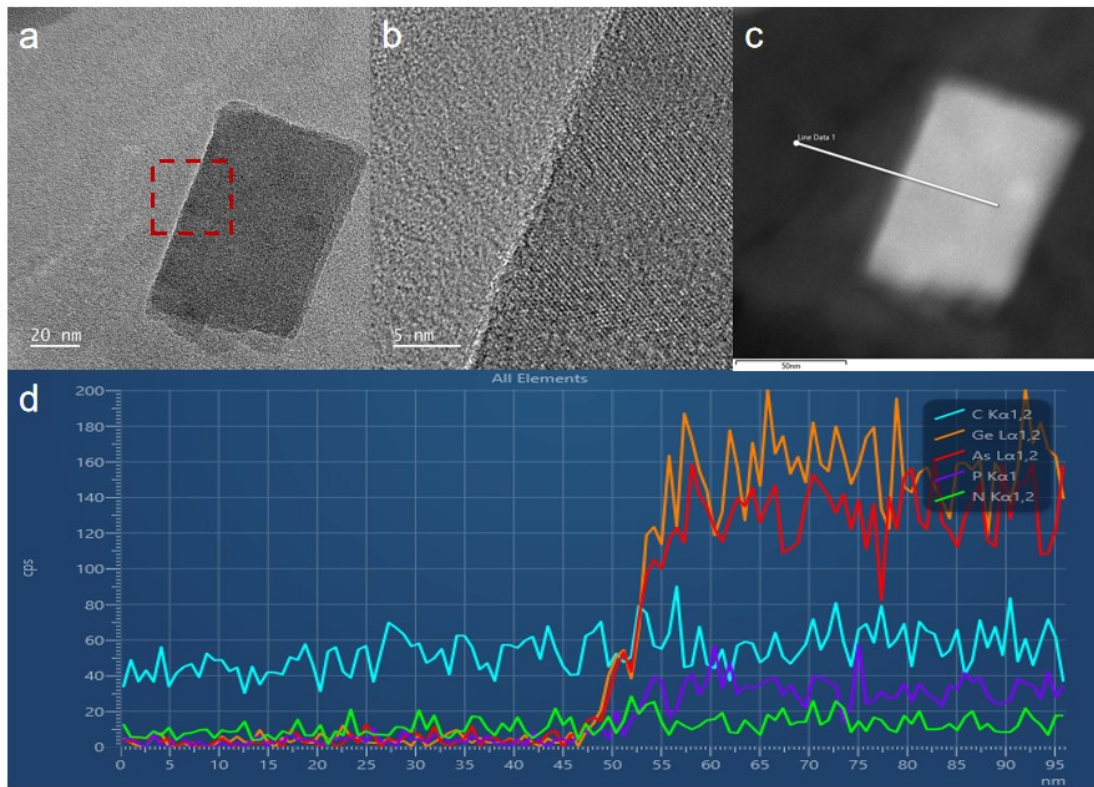 a
b
c
Line Data 1
20 nm
5 nm
50nm
d
All Elements
200
180
160
140
120
100
80
60
40
20
0
cps
C Kα1,2
Ge Lα1,2
As Lα1,2
P Kα1
N Kα1,2
0 5 10 15 20 25 30 35 40 45 50 55 60 65 70 75 80 85 90 95
nm